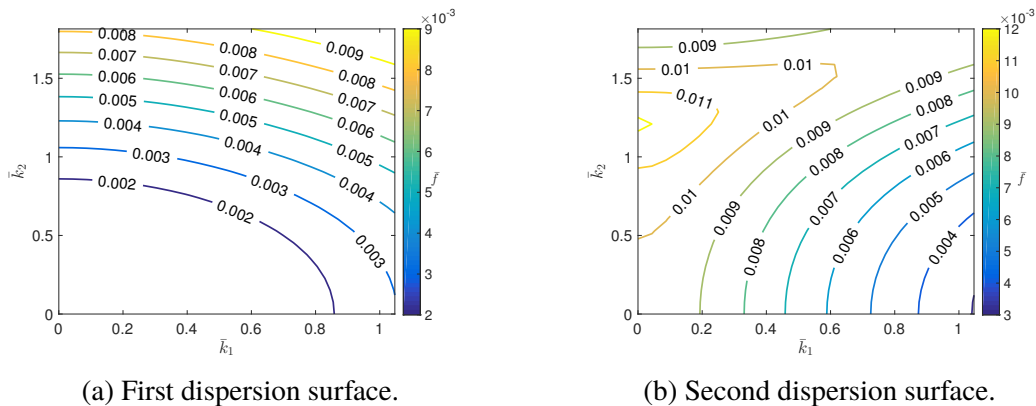 ×10⁻³
9
8
7
6
5
4
3
2
f̄
1.5
1
0.5
0
k̄₂
0 0.2 0.4 0.6 0.8 1
k̄₁
0.008 0.008 0.009
0.007 0.007 0.008
0.006 0.006 0.007
0.005 0.005 0.006
0.004 0.004 0.005
0.003 0.003 0.004
0.002 0.002 0.003
(a) First dispersion surface.
×10⁻³
12
11
10
9
8
7
6
5
4
3
f̄
1.5
1
0.5
0
k̄₂
0 0.2 0.4 0.6 0.8 1
k̄₁
0.009
0.01 0.01 0.009
0.011 0.008
0.01 0.007
0.009 0.006
0.008
0.01 0.007 0.005
0.009 0.006 0.004
0.008
(b) Second dispersion surface.